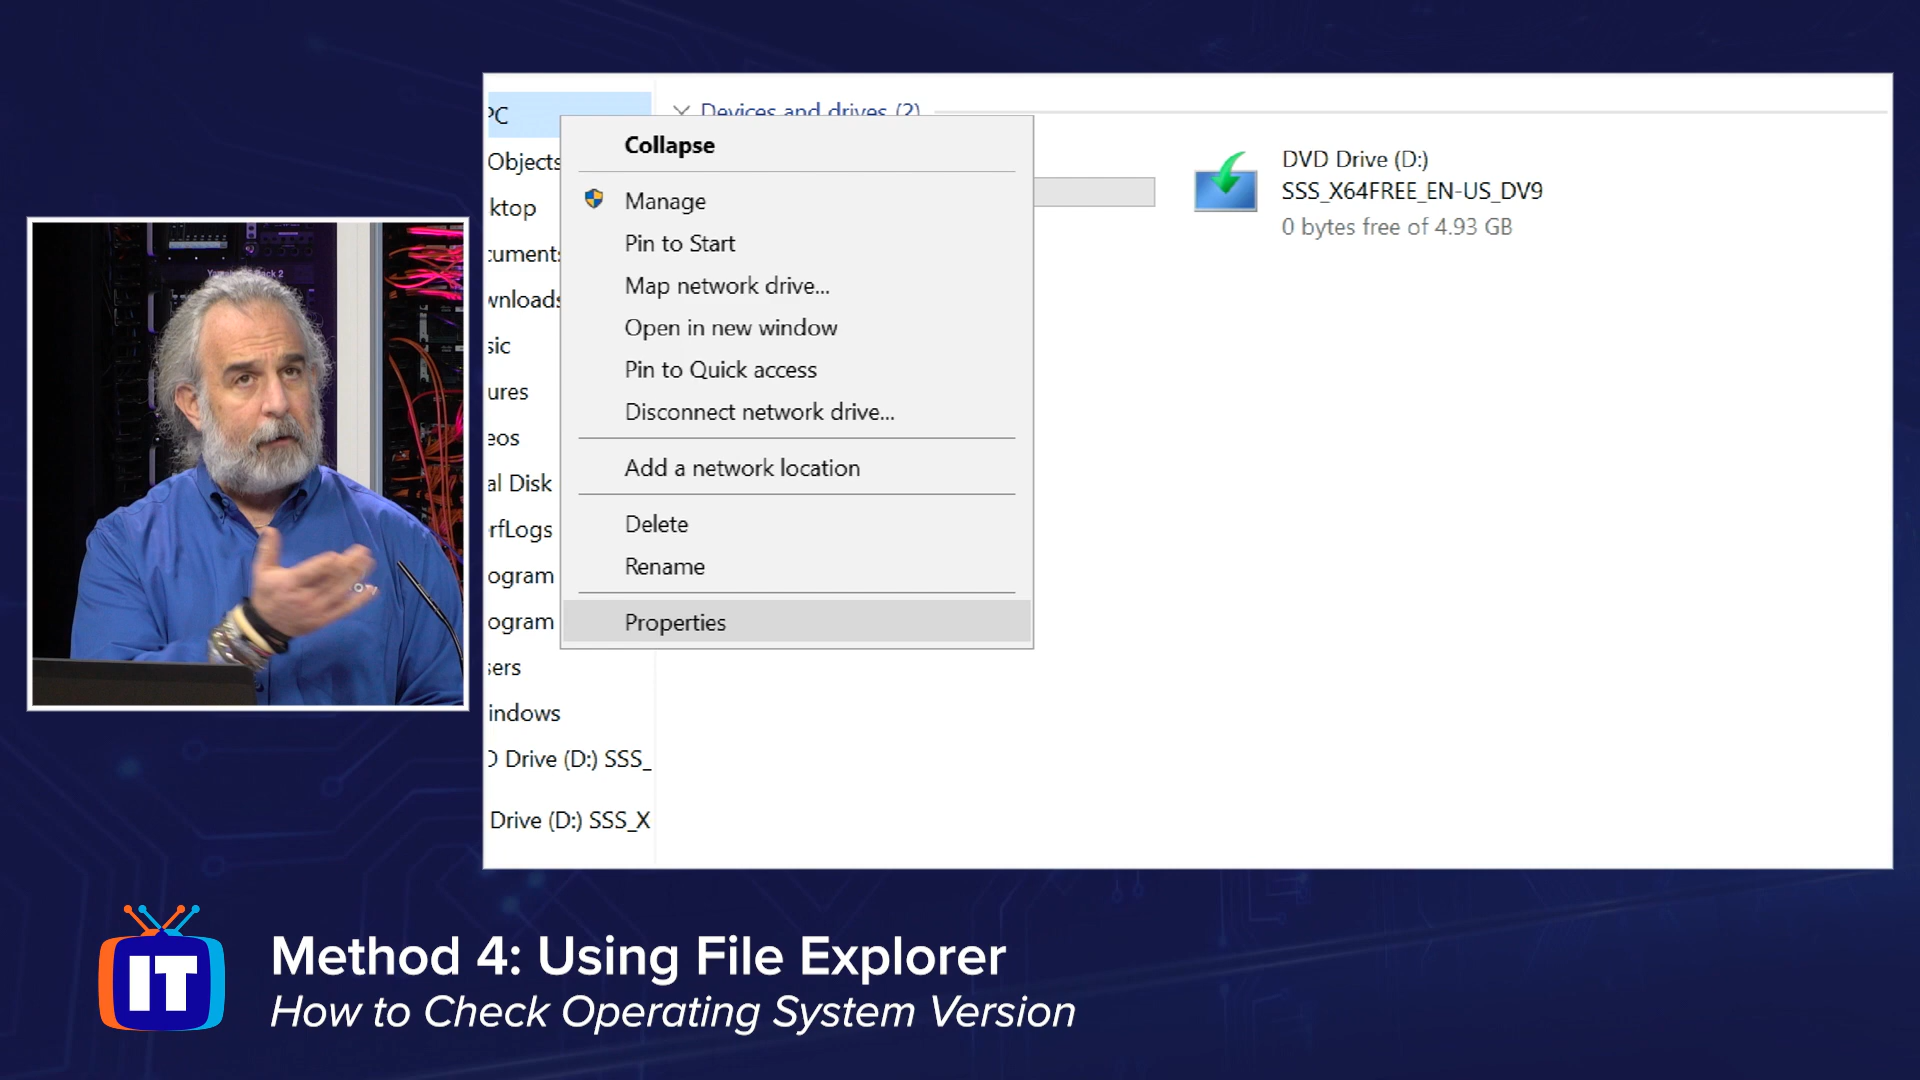 PC
Objects
ktop
cuments
wnloads
sic
ures
eos
al Disk
rfLogs
ogram
ogram
sers
indows
D Drive (D:) SSS_
Drive (D:) SSS_X
Devices and drives (2)
Collapse
Manage
Pin to Start
Map network drive...
Open in new window
Pin to Quick access
Disconnect network drive...
Add a network location
Delete
Rename
Properties
DVD Drive (D:)
SSS_X64FREE_EN-US_DV9
0 bytes free of 4.93 GB
IT
Method 4: Using File Explorer
How to Check Operating System Version